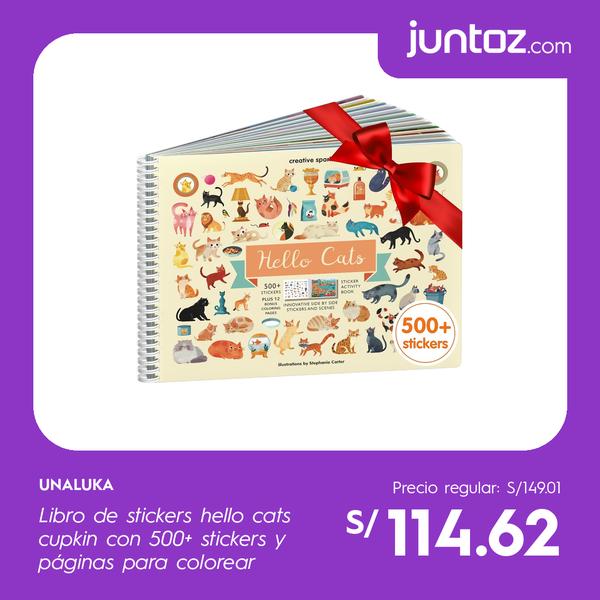 juntoz.com
creative
Hello Cats
500+
STICKERS
PLUS 12
BONUS
COLORING
PAGES
STICKER
ACTIVITY
BOOK
INNOVATIVE SIDE BY SIDE
STICKERS AND SCENES
illustrations by Stephanie Carter
500+
stickers
UNALUKA
Libro de stickers hello cats
cupkin con 500+ stickers y
páginas para colorear
Precio regular: S/149.01
S/ 114.62